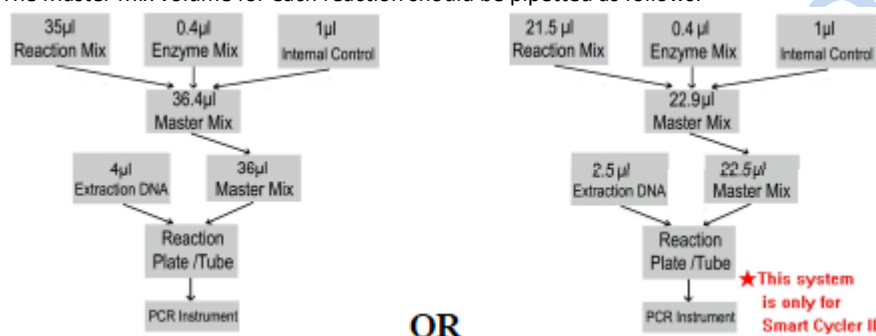 The Master Mix volume for each reaction should be pipetted as follows:
35μl
Reaction Mix
0.4μl
Enzyme Mix
1μl
Internal Control
36.4μl
Master Mix
4μl
Extraction DNA
36μl
Master Mix
Reaction
Plate /Tube
PCR Instrument
OR
21.5 μl
Reaction Mix
0.4μl
Enzyme Mix
1μl
Internal Control
22.9μl
Master Mix
2.5 μl
Extraction DNA
22.5μl
Master Mix
Reaction
Plate /Tube
PCR Instrument
★This system
is only for
Smart Cycler II